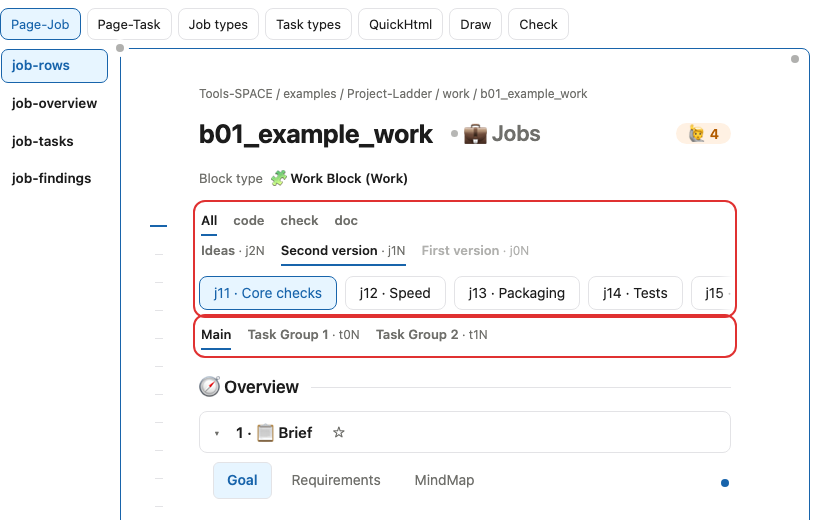 Page-Job Page-Task Job types Task types QuickHtml Draw Check
job-rows
job-overview
job-tasks
job-findings
Tools-SPACE / examples / Project-Ladder / work / b01_example_work
b01_example_work Jobs 4
Block type Work Block (Work)
All code check doc
Ideas · j2N Second version · j1N First version · j0N
j11 · Core checks j12 · Speed j13 · Packaging j14 · Tests j15 ·
Main Task Group 1 · t0N Task Group 2 · t1N
Overview
1 · Brief
Goal Requirements MindMap